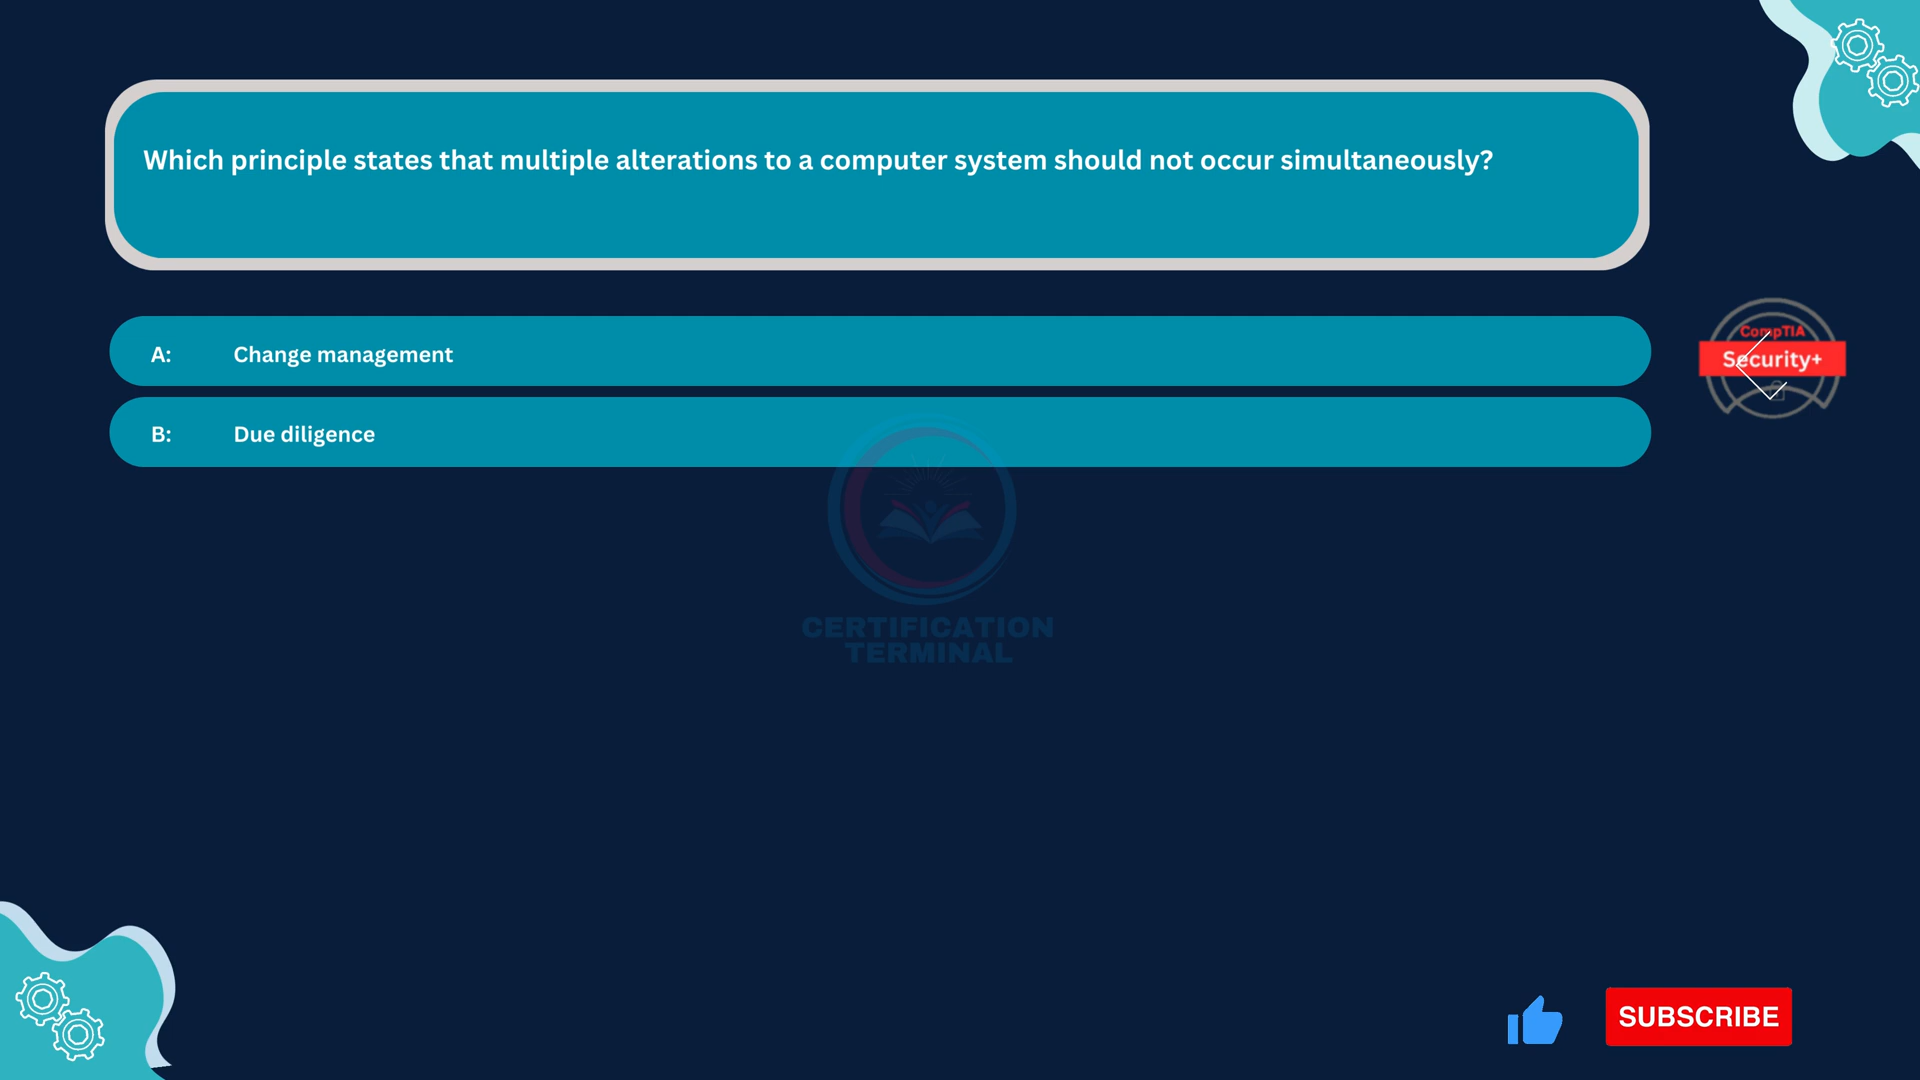 Which principle states that multiple alterations to a computer system should not occur simultaneously?
A: Change management
CompTIA
Security+
B: Due diligence
CERTIFICATION
TERMINAL
SUBSCRIBE